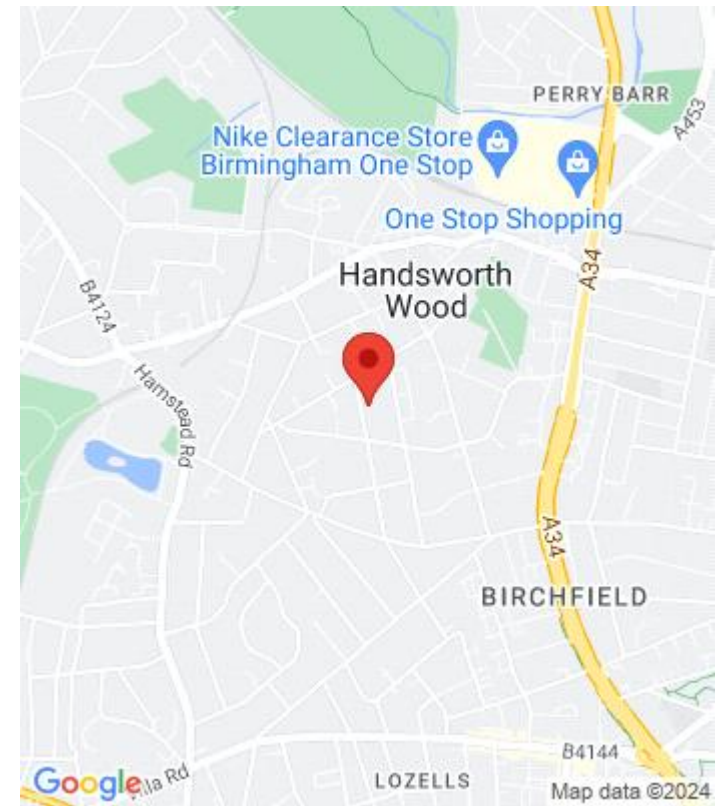 PERRY BARR
A453
Nike Clearance Store
Birmingham One Stop
One Stop Shopping
A34
Handsworth
Wood
B4124
Hamstead Rd
A34
BIRCHFIELD
B4144
Google
Rd
LOZELLS
Map data ©2024